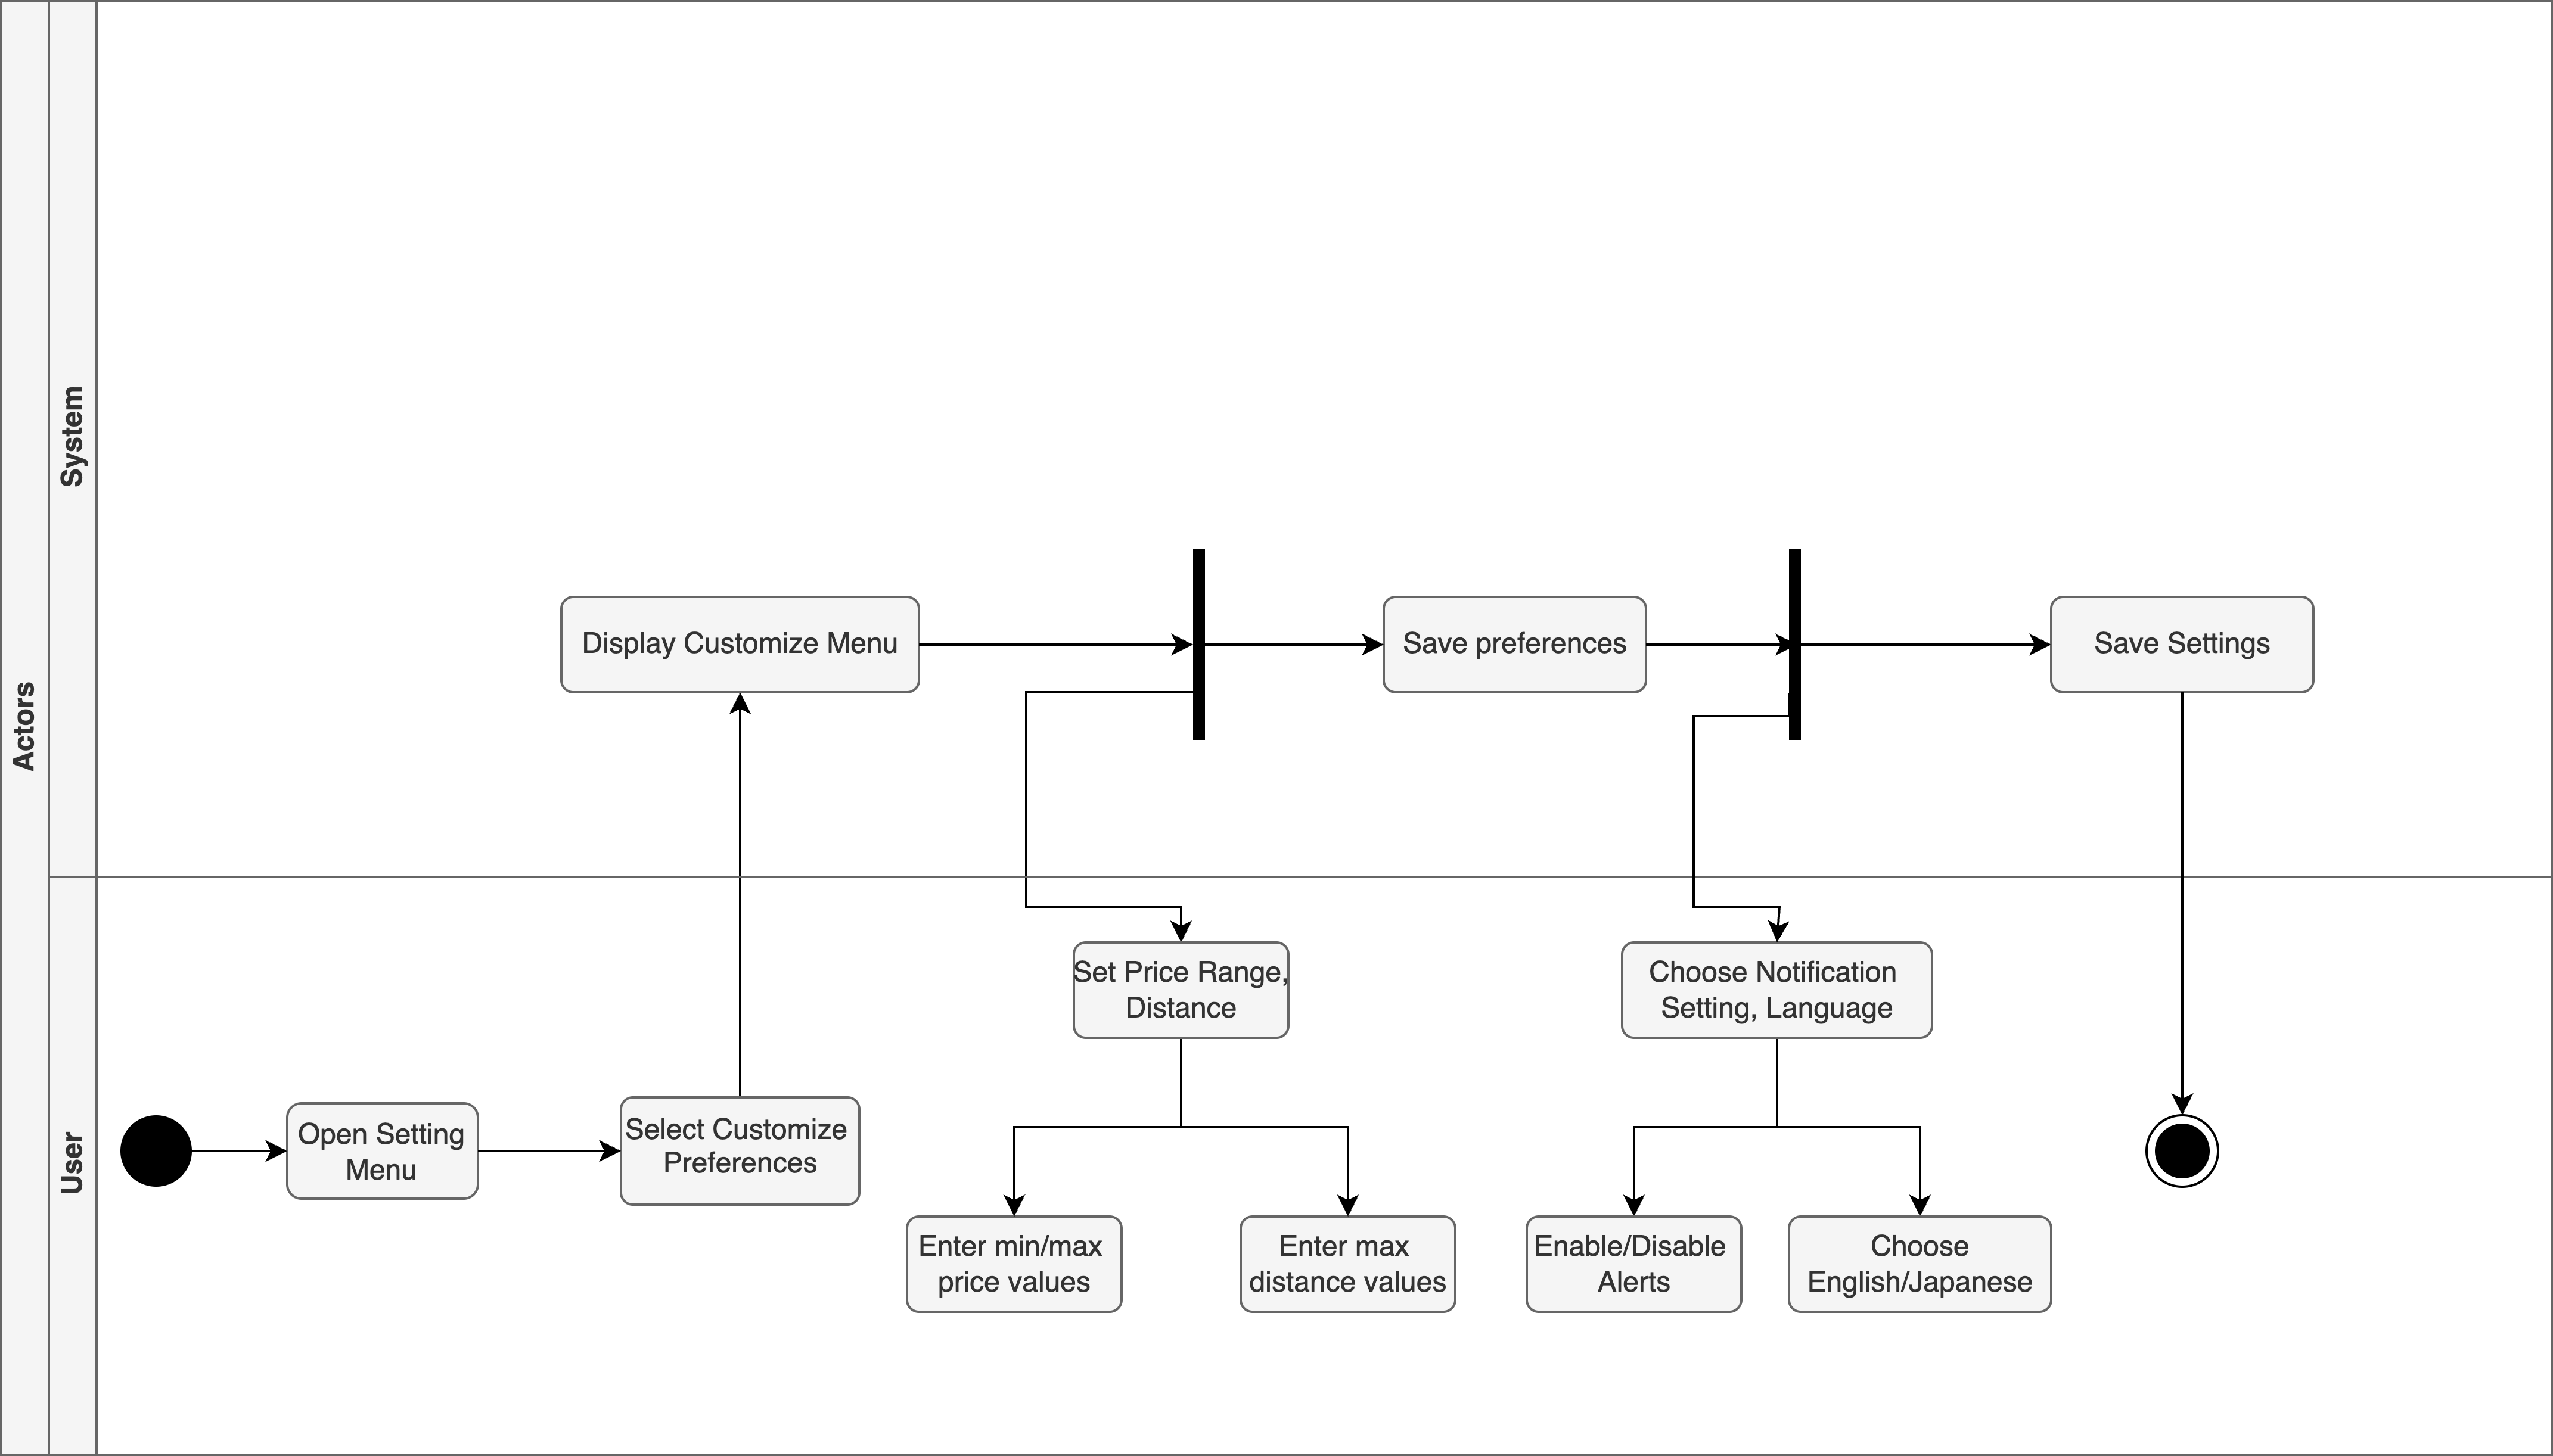 Actors
System
Display Customize Menu
Save preferences
Save Settings
User
Set Price Range,
Distance
Choose Notification
Setting, Language
Open Setting
Menu
Select Customize
Preferences
Enter min/max
price values
Enter max
distance values
Enable/Disable
Alerts
Choose
English/Japanese